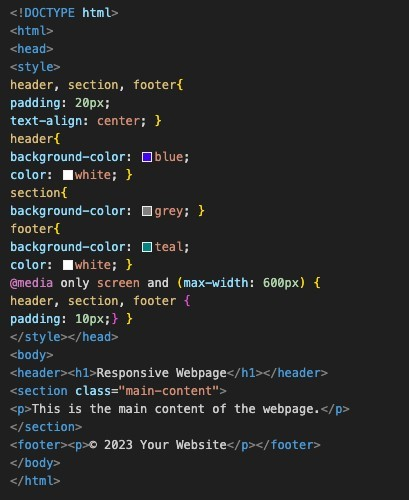 <!DOCTYPE html>
<html>
<head>
<style>
header, section, footer{
padding: 20px;
text-align: center; }
header{
background-color: blue;
color: white; }
section{
background-color: grey; }
footer{
background-color: teal;
color: white; }
@media only screen and (max-width: 600px) {
header, section, footer {
padding: 10px;} }
</style></head>
<body>
<header><h1>Responsive Webpage</h1></header>
<section class="main-content">
<p>This is the main content of the webpage.</p>
</section>
<footer><p>© 2023 Your Website</p></footer>
</body>
</html>